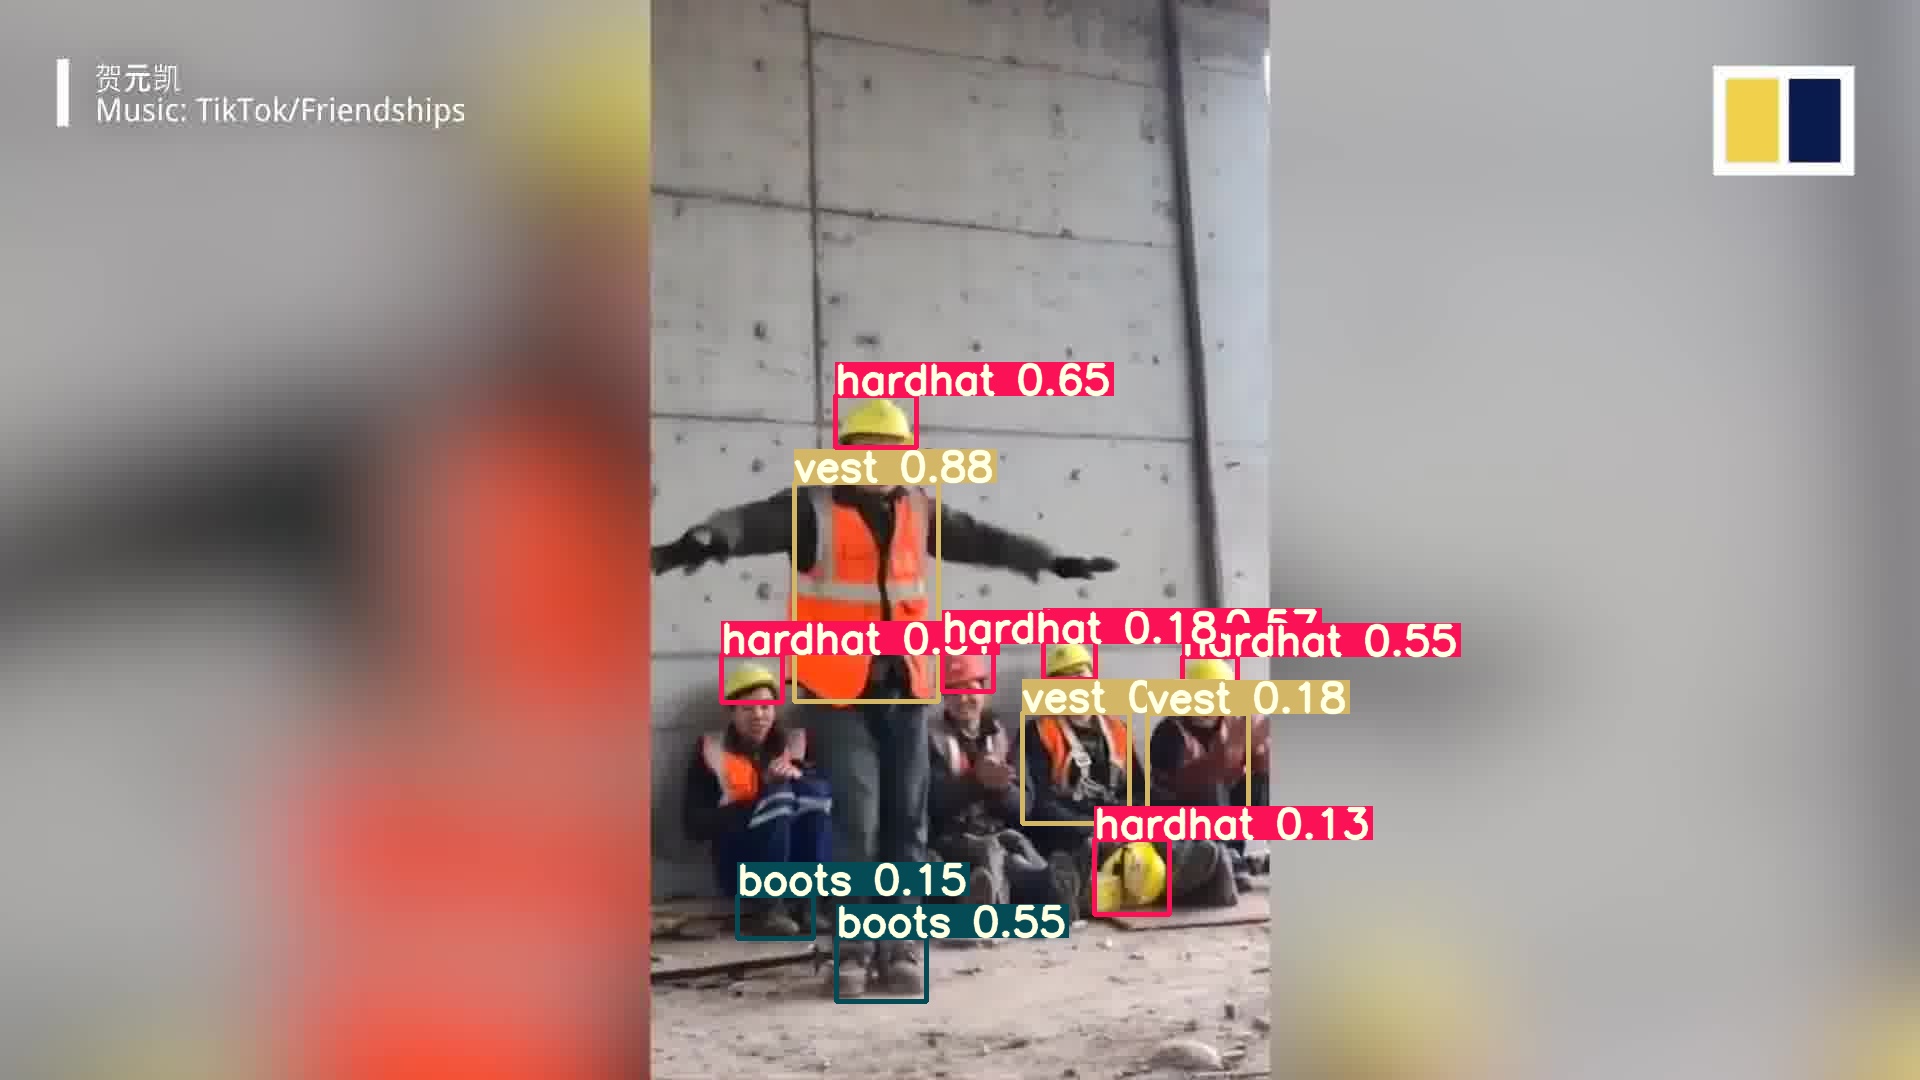 贺元凯
Music: TikTok/Friendships
hardhat 0.65
vest 0.88
hardhat 0.18
hardhat 0.55
vest
vest 0.18
hardhat 0.13
boots 0.15
boots 0.55